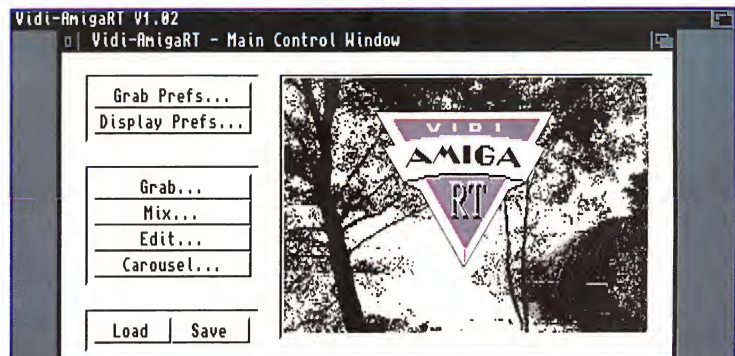 Vidi-AmigaRT V1.02
Vidi-AmigaRT - Main Control Window
Grab Prefs...
Display Prefs...
VIDI
AMIGA
RT
Grab...
Mix...
Edit...
Carousel...
Load Save